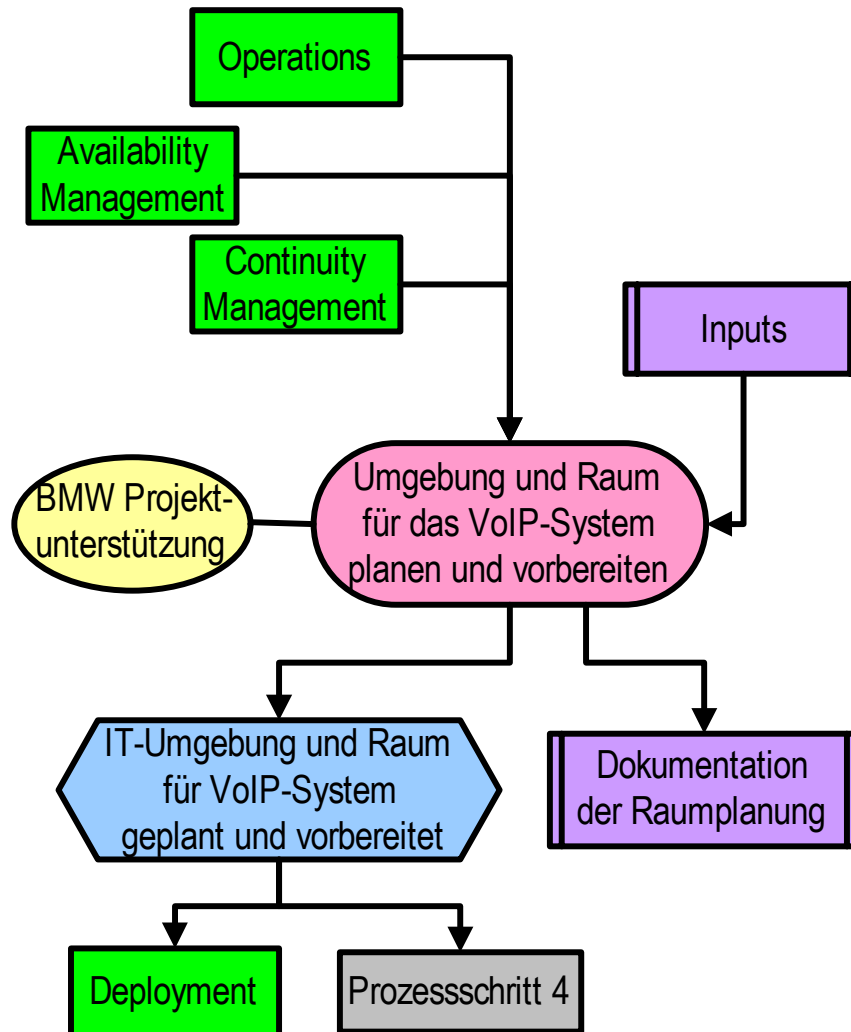 Operations
Availability
Management
Continuity
Management
Inputs
Umgebung und Raum
für das VoIP-System
planen und vorbereiten
BMW Projekt-
unterstützung
IT-Umgebung und Raum
für VoIP-System
geplant und vorbereitet
Dokumentation
der Raumplanung
Deployment
Prozessschritt 4